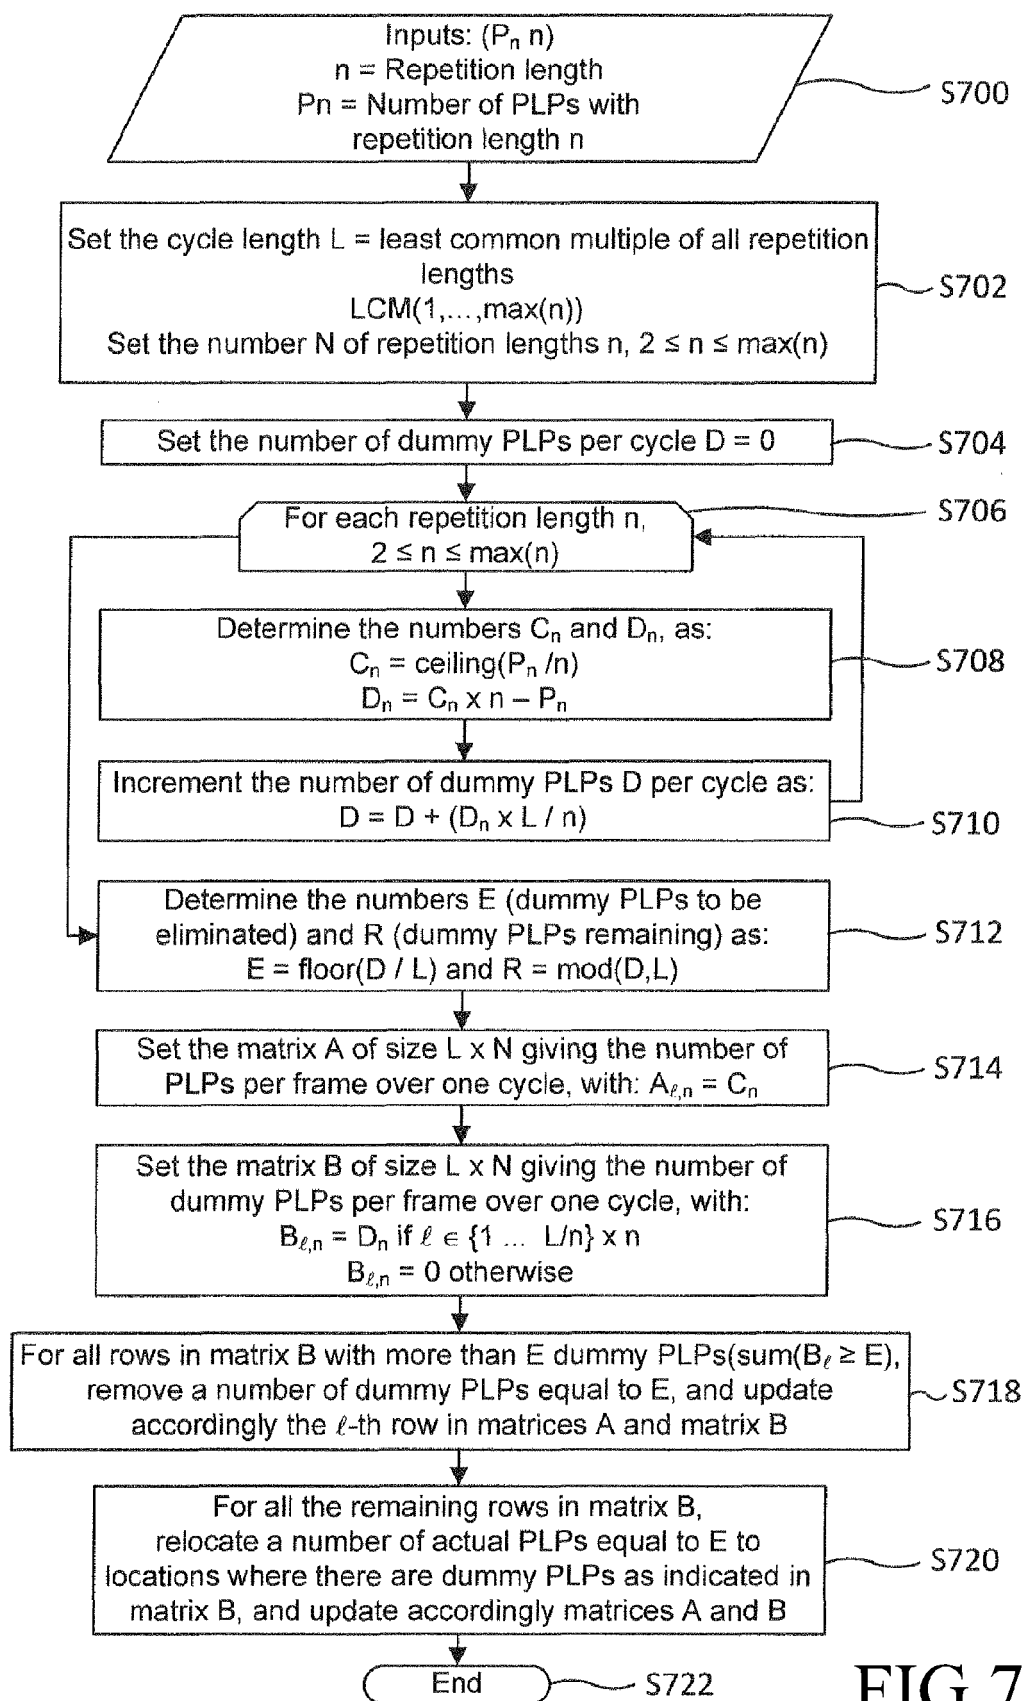 Inputs: (Pn n)
n = Repetition length
Pn = Number of PLPs with
repetition length n
S700
Set the cycle length L = least common multiple of all repetition
lengths
LCM(1,...,max(n))
Set the number N of repetition lengths n, 2 ≤ n ≤ max(n)
S702
Set the number of dummy PLPs per cycle D = 0
S704
For each repetition length n,
2 ≤ n ≤ max(n)
S706
Determine the numbers Cn and Dn, as:
Cn = ceiling(Pn /n)
Dn = Cn x n – Pn
S708
Increment the number of dummy PLPs D per cycle as:
D = D + (Dn x L / n)
S710
Determine the numbers E (dummy PLPs to be
eliminated) and R (dummy PLPs remaining) as:
E = floor(D / L) and R = mod(D,L)
S712
Set the matrix A of size L x N giving the number of
PLPs per frame over one cycle, with: Aℓ,n = Cn
S714
Set the matrix B of size L x N giving the number of
dummy PLPs per frame over one cycle, with:
Bℓ,n = Dn if ℓ ∈ {1 ... L/n} x n
Bℓ,n = 0 otherwise
S716
For all rows in matrix B with more than E dummy PLPs(sum(Bℓ ≥ E),
remove a number of dummy PLPs equal to E, and update
accordingly the ℓ-th row in matrices A and matrix B
S718
For all the remaining rows in matrix B,
relocate a number of actual PLPs equal to E to
locations where there are dummy PLPs as indicated in
matrix B, and update accordingly matrices A and B
S720
End
S722
FIG.7